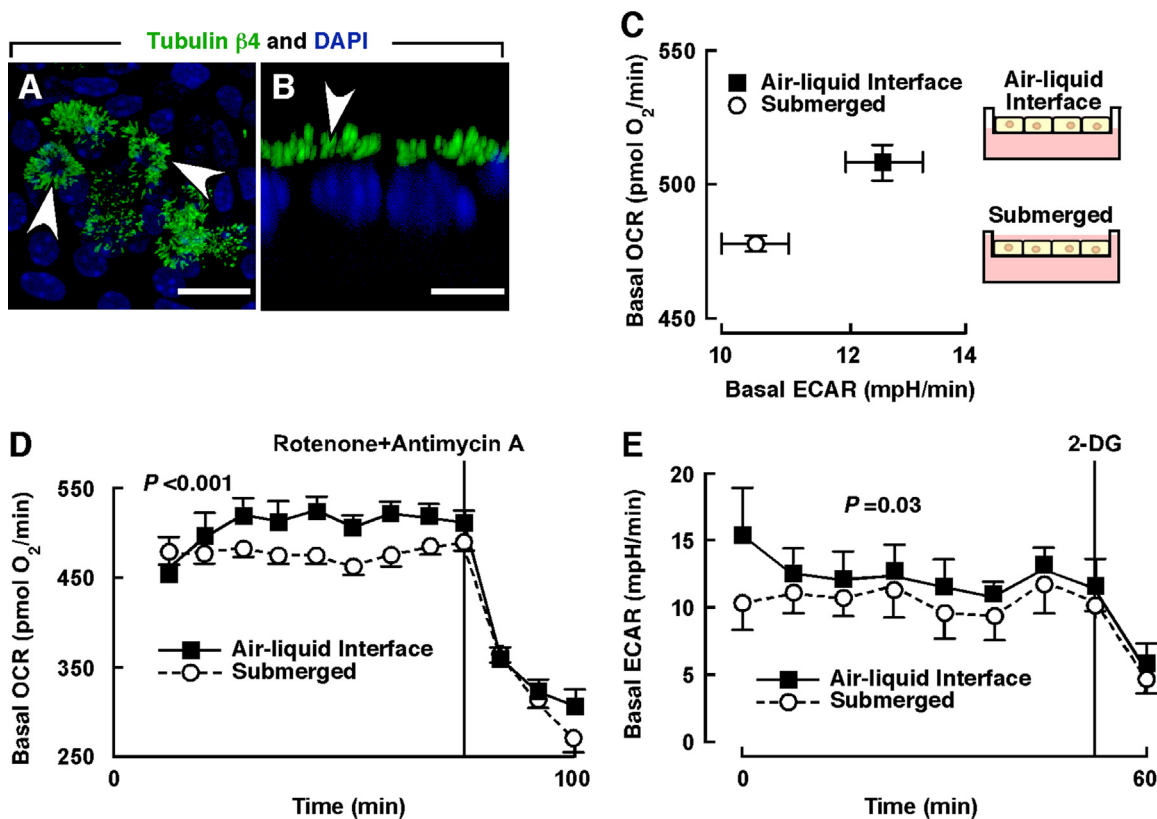 Tubulin β4 and DAPI
A
B
C
Basal OCR (pmol O2/min)
550
500
450
10
12
14
Basal ECAR (mpH/min)
Air-liquid Interface
Submerged
Air-liquid
Interface
Submerged
D
Rotenone+Antimycin A
P <0.001
Basal OCR (pmol O2/min)
550
450
350
250
Air-liquid Interface
Submerged
0
100
Time (min)
E
2-DG
P =0.03
Basal ECAR (mpH/min)
20
15
10
5
0
Air-liquid Interface
Submerged
0
60
Time (min)